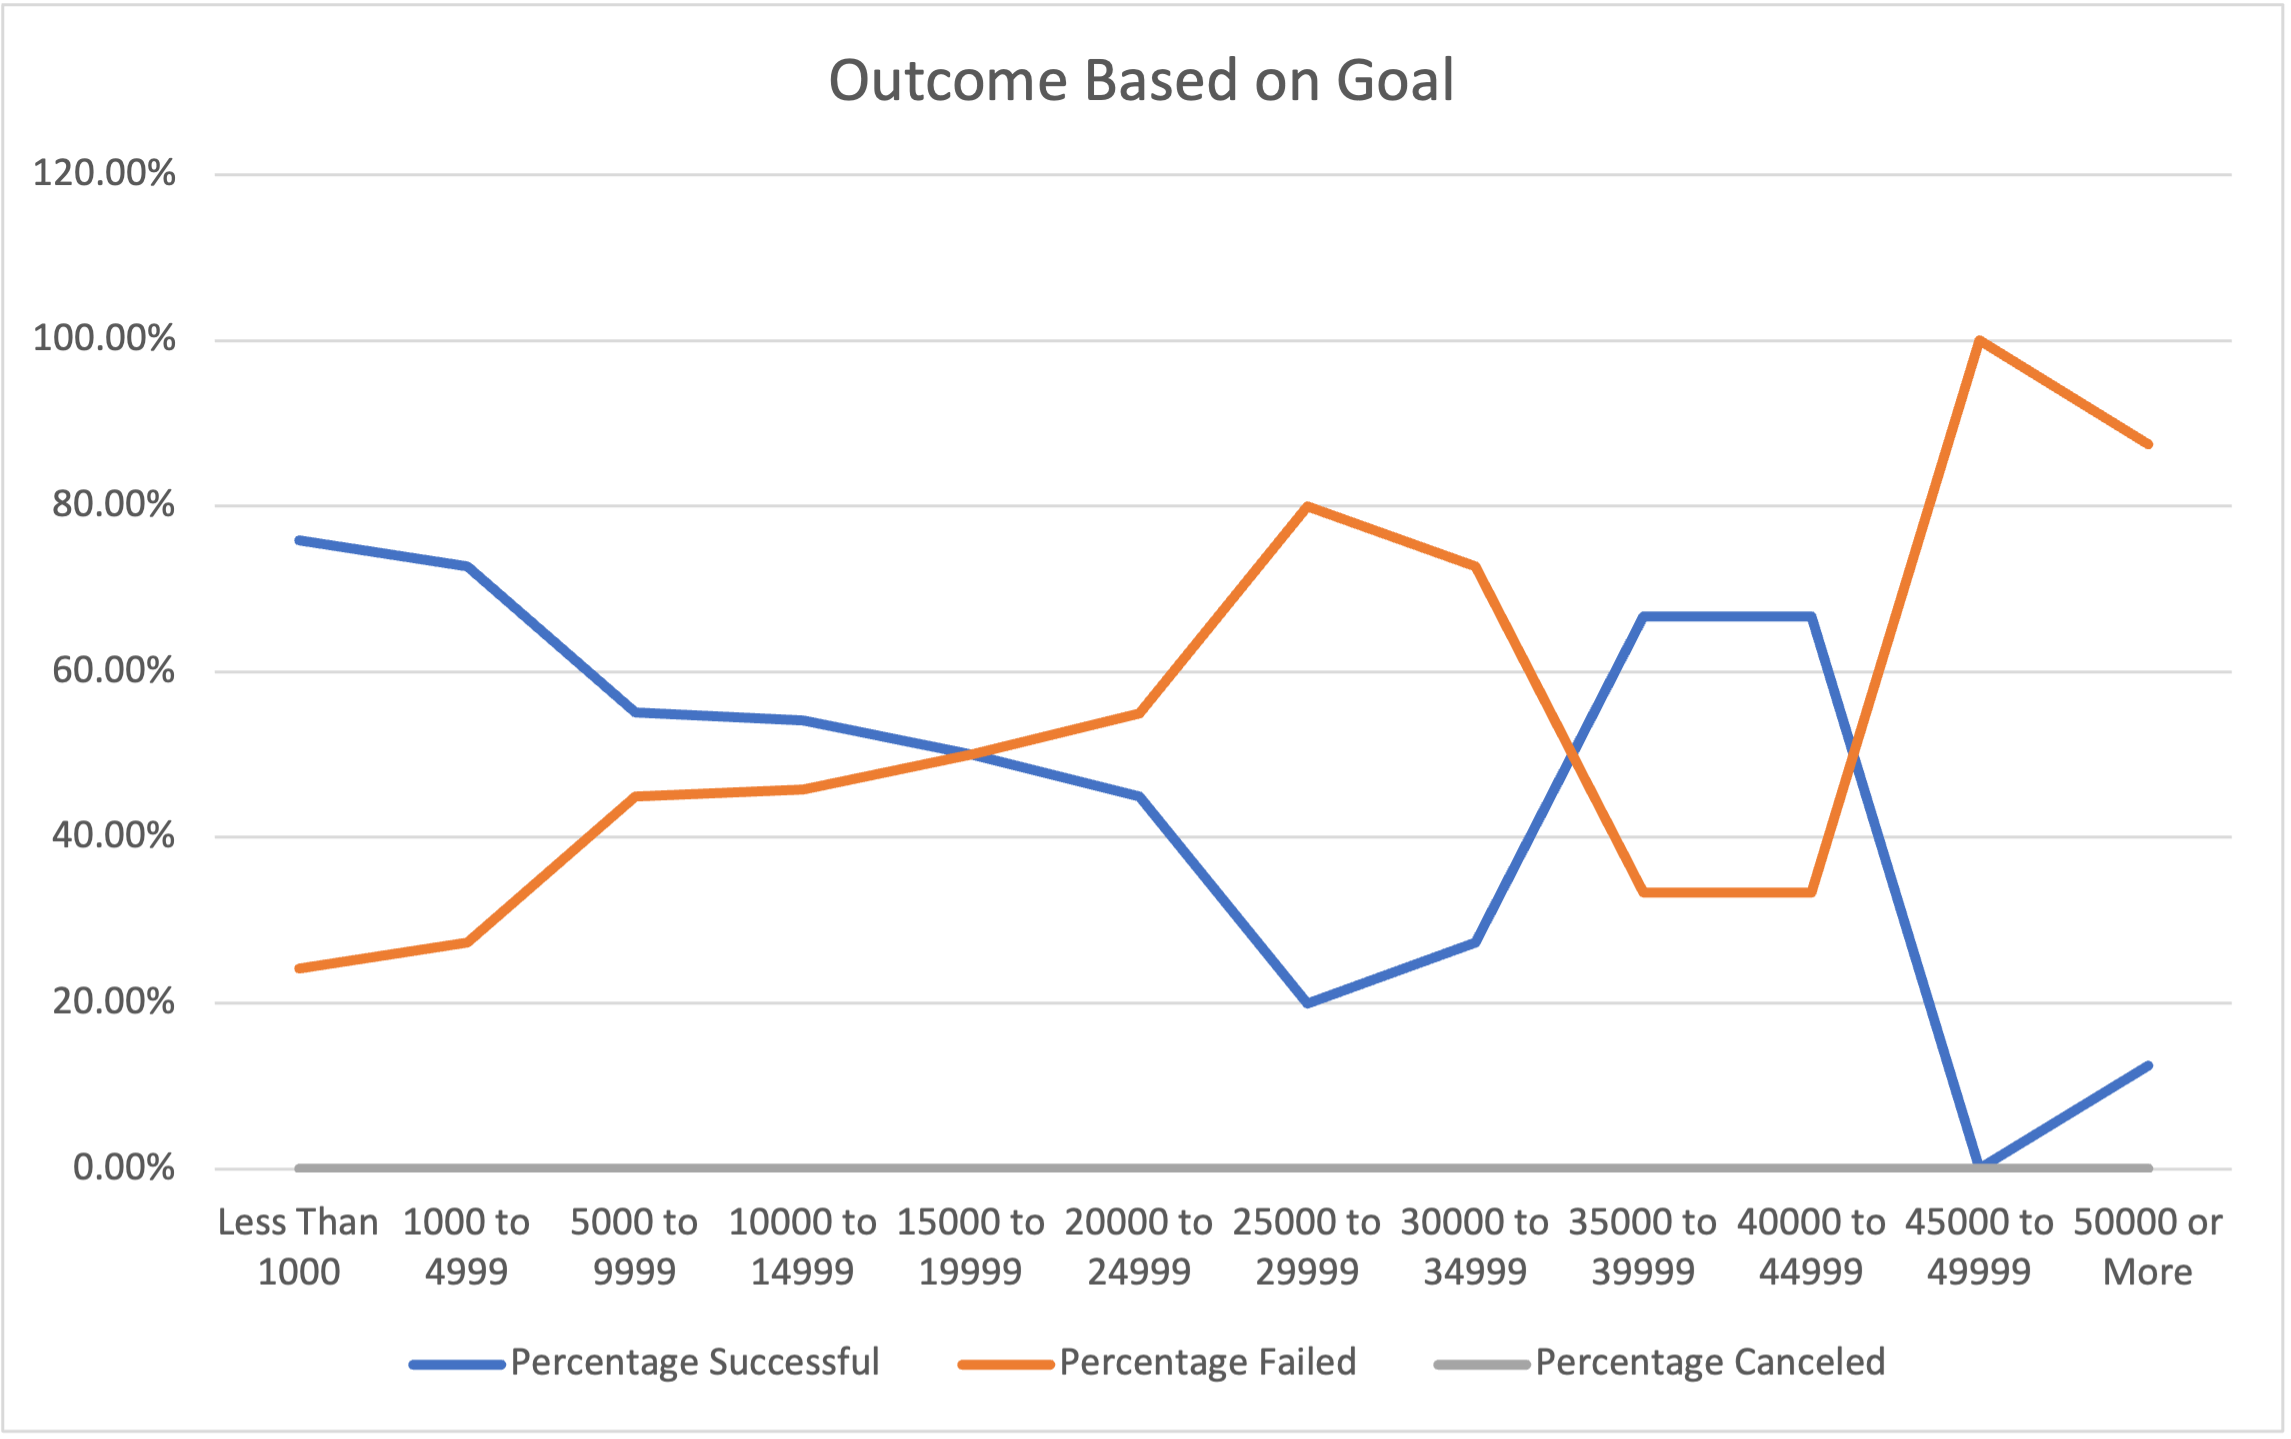 Outcome Based on Goal
120.00%
100.00%
80.00%
60.00%
40.00%
20.00%
0.00%
Less Than 1000 to 5000 to 10000 to 15000 to 20000 to 25000 to 30000 to 35000 to 40000 to 45000 to 50000 or
1000 4999 9999 14999 19999 24999 29999 34999 39999 44999 49999 More
Percentage Successful Percentage Failed Percentage Canceled